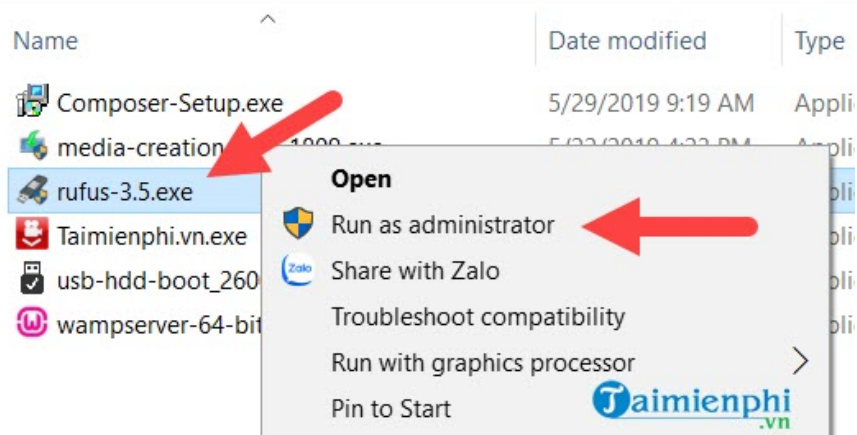 Name Date modified Type
Composer-Setup.exe 5/29/2019 9:19 AM Appli
media-creation
rufus-3.5.exe
Taimienphi.vn.exe
usb-hdd-boot_260
wampserver-64-bit
Open
Run as administrator
Zalo Share with Zalo
Troubleshoot compatibility
Run with graphics processor
Pin to Start
Taimienphi
.vn